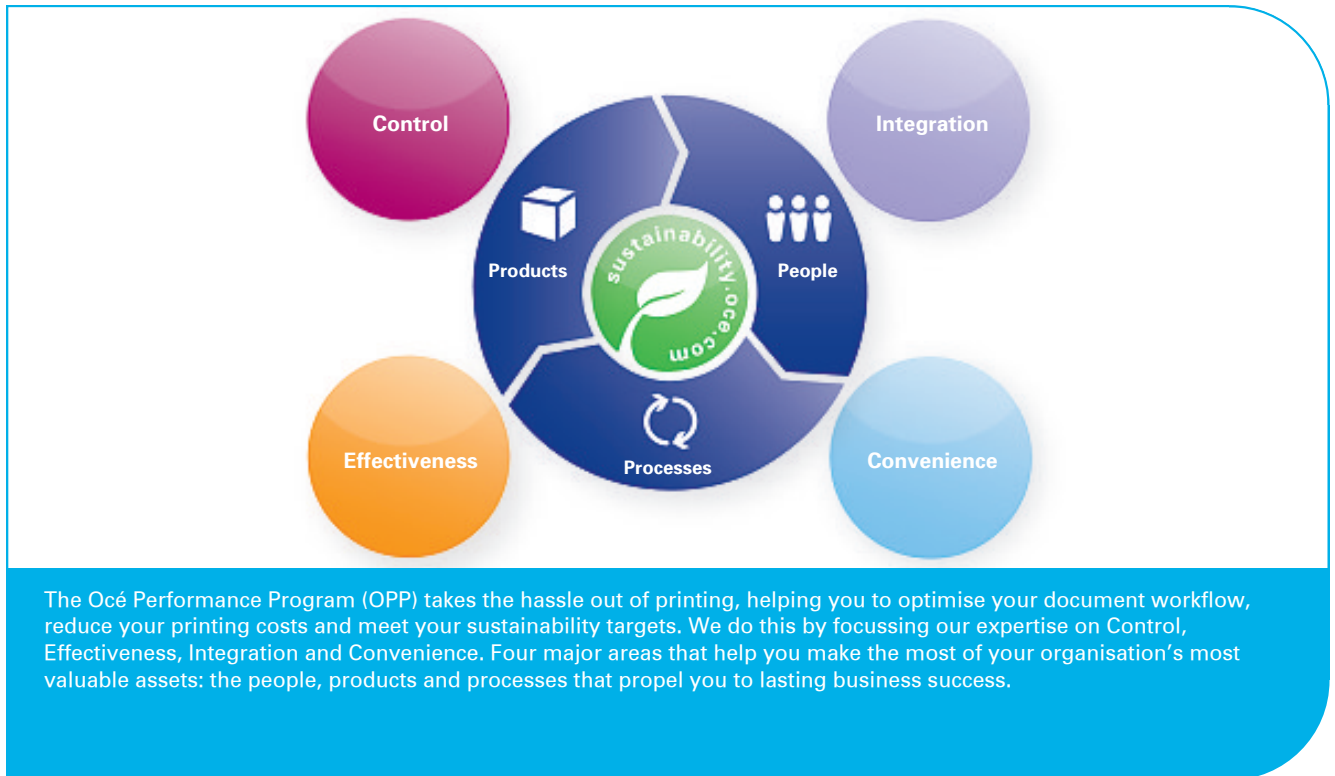 Control
Integration
Products
sustainability.oce.com
People
Effectiveness
Processes
Convenience
The Océ Performance Program (OPP) takes the hassle out of printing, helping you to optimise your document workflow,
reduce your printing costs and meet your sustainability targets. We do this by focussing our expertise on Control,
Effectiveness, Integration and Convenience. Four major areas that help you make the most of your organisation’s most
valuable assets: the people, products and processes that propel you to lasting business success.